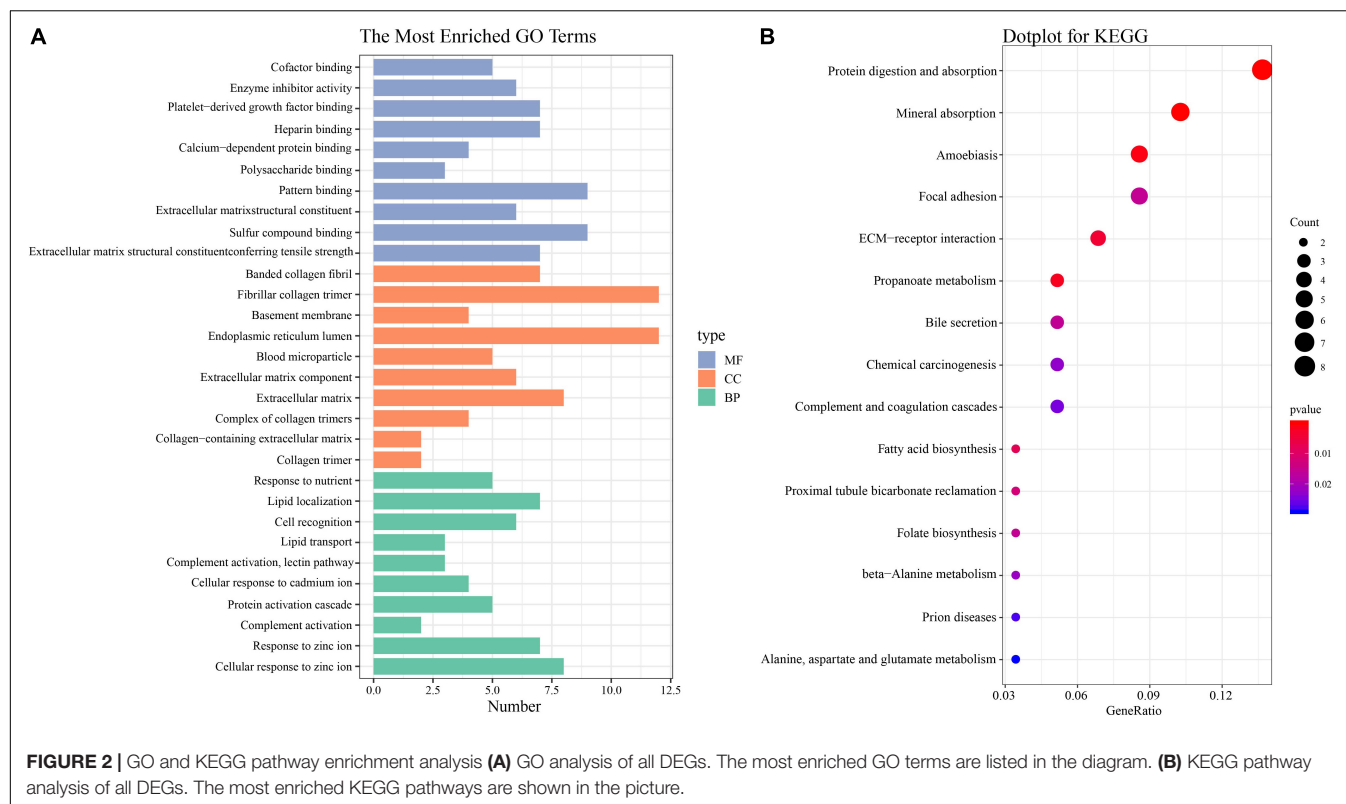 A
The Most Enriched GO Terms
Cofactor binding
Enzyme inhibitor activity
Platelet−derived growth factor binding
Heparin binding
Calcium−dependent protein binding
Polysaccharide binding
Pattern binding
Extracellular matrixstructural constituent
Sulfur compound binding
Extracellular matrix structural constituentconferring tensile strength
Banded collagen fibril
Fibrillar collagen trimer
Basement membrane
Endoplasmic reticulum lumen
Blood microparticle
Extracellular matrix component
Extracellular matrix
Complex of collagen trimers
Collagen−containing extracellular matrix
Collagen trimer
Response to nutrient
Lipid localization
Cell recognition
Lipid transport
Complement activation, lectin pathway
Cellular response to cadmium ion
Protein activation cascade
Complement activation
Response to zinc ion
Cellular response to zinc ion
0.0 2.5 5.0 7.5 10.0 12.5
Number
type
MF
CC
BP
B
Dotplot for KEGG
Protein digestion and absorption
Mineral absorption
Amoebiasis
Focal adhesion
ECM−receptor interaction
Propanoate metabolism
Bile secretion
Chemical carcinogenesis
Complement and coagulation cascades
Fatty acid biosynthesis
Proximal tubule bicarbonate reclamation
Folate biosynthesis
beta−Alanine metabolism
Prion diseases
Alanine, aspartate and glutamate metabolism
0.03 0.06 0.09 0.12
GeneRatio
Count
2
3
4
5
6
7
8
pvalue
0.01
0.02
FIGURE 2 | GO and KEGG pathway enrichment analysis (A) GO analysis of all DEGs. The most enriched GO terms are listed in the diagram. (B) KEGG pathway
analysis of all DEGs. The most enriched KEGG pathways are shown in the picture.